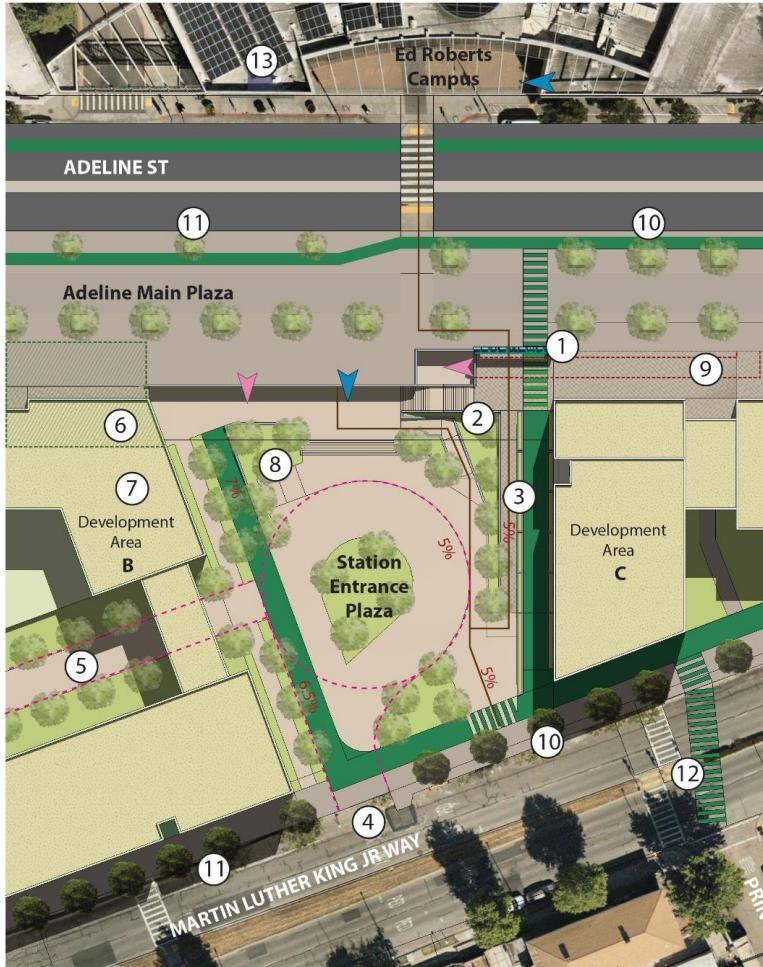 13
Ed Roberts
Campus
ADELINE ST
11
10
Adeline Main Plaza
1
9
6
2
8
7%
7
3
5%
Development
Area
B
5%
Development
Area
C
Station
Entrance
Plaza
5
6.5%
5%
10
12
4
11
MARTIN LUTHER KING JR WAY
PRIN